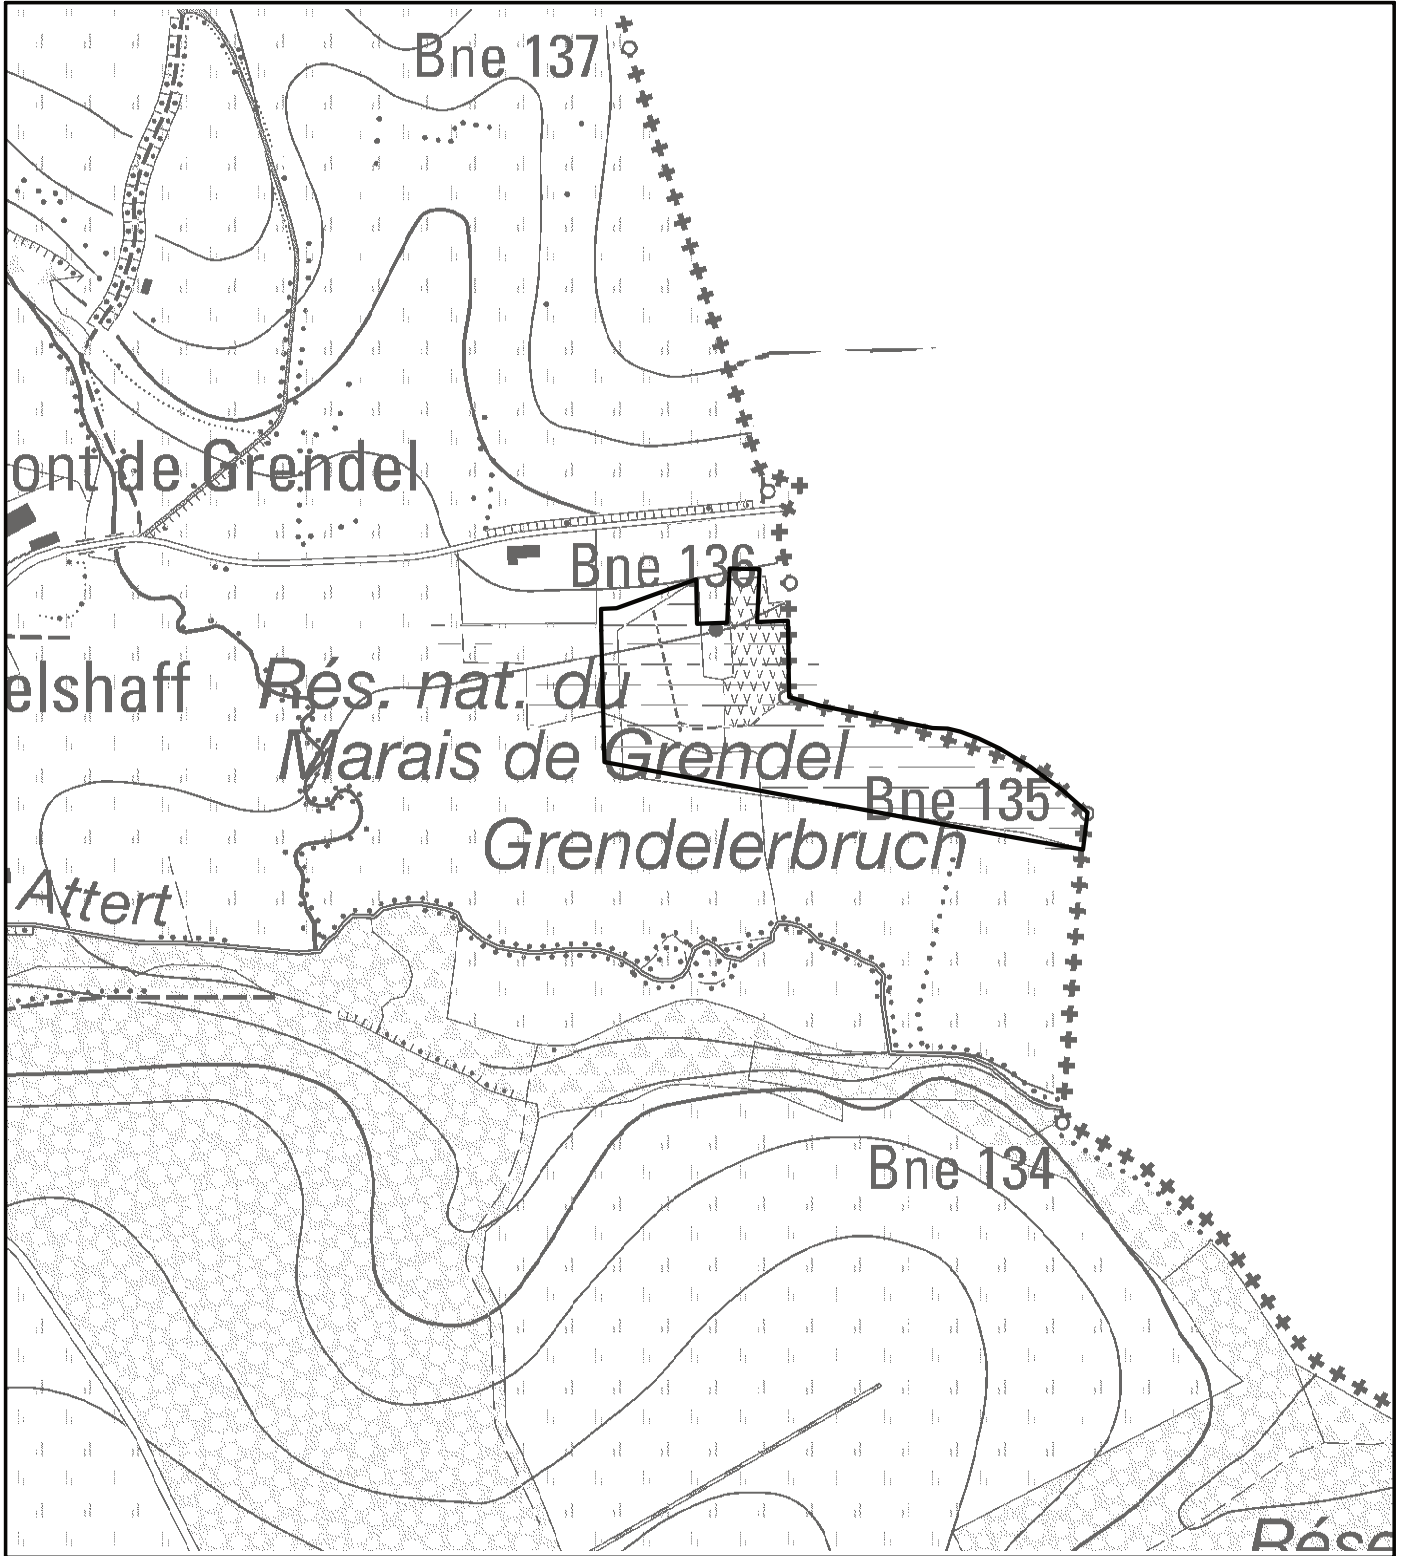 Bne 137
ont de Grendel
Bne 136
elshaff
Rés. nat. du
Marais de Grendel
Bne 135
Grendelerbruch
Attert
Bne 134
Rése